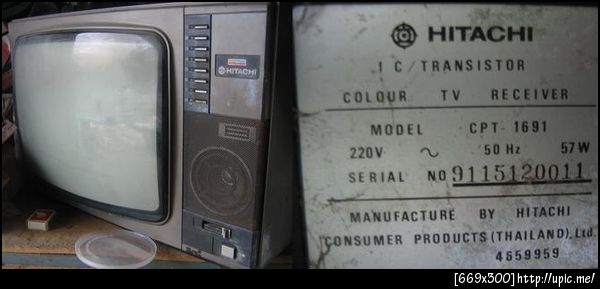 HITACHI
HITACHI
I C/TRANSISTOR
COLOUR TV RECEIVER
MODEL CPT-1691
220V ~ 50 Hz 57W
SERIAL NO 9115120011
MANUFACTURE BY HITACHI
CONSUMER PRODUCTS (THAILAND), Ltd.
4659959
[669x300]http://upic.me/